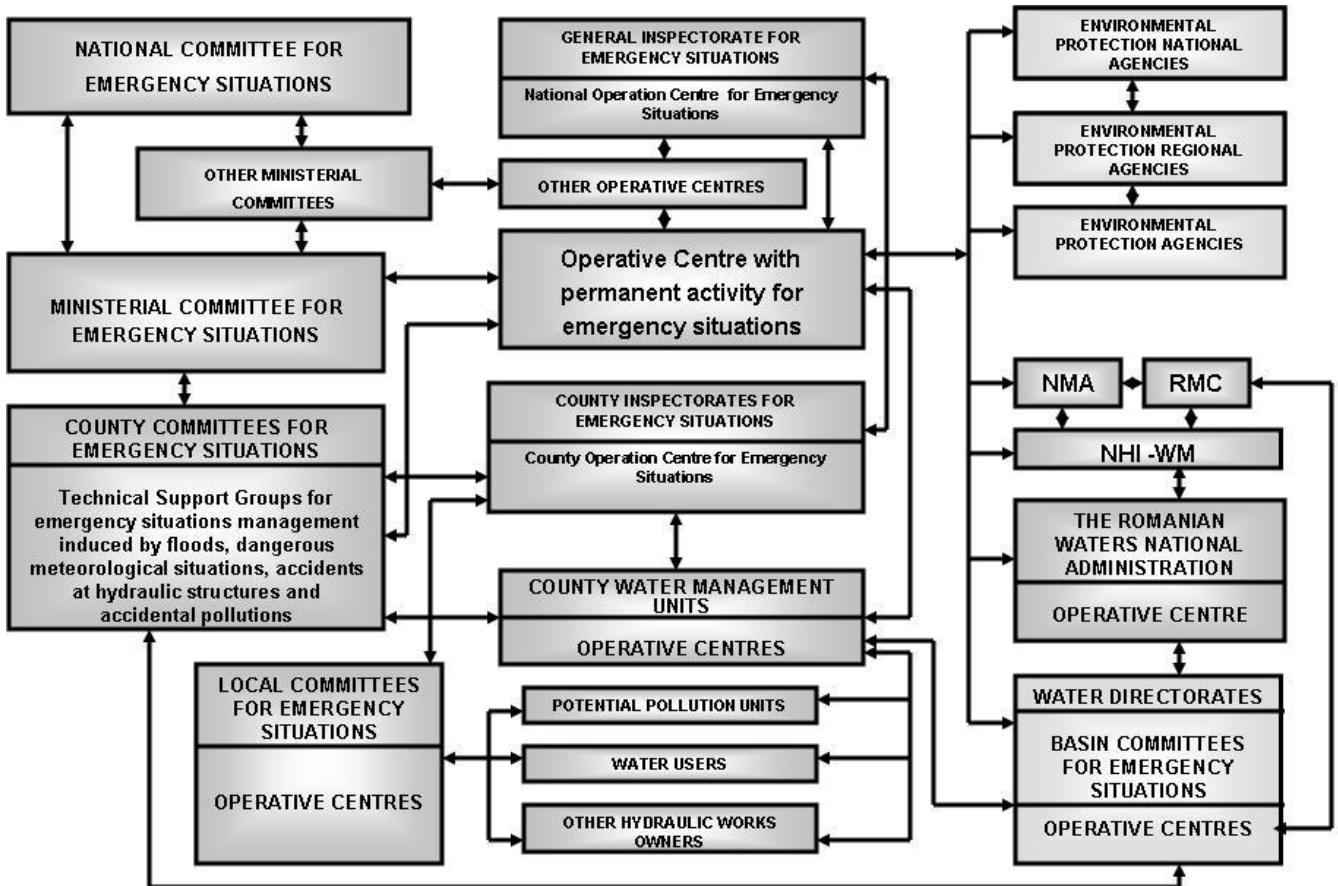 NATIONAL COMMITTEE FOR
EMERGENCY SITUATIONS
OTHER MINISTERIAL
COMMITTEES
MINISTERIAL COMMITTEE FOR
EMERGENCY SITUATIONS
COUNTY COMMITTEES FOR
EMERGENCY SITUATIONS
Technical Support Groups for
emergency situations management
induced by floods, dangerous
meteorological situations, accidents
at hydraulic structures and
accidental pollutions
LOCAL COMMITTEES
FOR EMERGENCY
SITUATIONS
OPERATIVE CENTRES
GENERAL INSPECTORATE FOR
EMERGENCY SITUATIONS
National Operation Centre for Emergency
Situations
OTHER OPERATIVE CENTRES
Operative Centre with
permanent activity for
emergency situations
COUNTY INSPECTORATES FOR
EMERGENCY SITUATIONS
County Operation Centre for Emergency
Situations
COUNTY WATER MANAGEMENT
UNITS
OPERATIVE CENTRES
POTENTIAL POLLUTION UNITS
WATER USERS
OTHER HYDRAULIC WORKS
OWNERS
ENVIRONMENTAL
PROTECTION NATIONAL
AGENCIES
ENVIRONMENTAL
PROTECTION REGIONAL
AGENCIES
ENVIRONMENTAL
PROTECTION AGENCIES
NMA
RMC
NHI -WM
THE ROMANIAN
WATERS NATIONAL
ADMINISTRATION
OPERATIVE CENTRE
WATER DIRECTORATES
BASIN COMMITTEES
FOR EMERGENCY
SITUATIONS
OPERATIVE CENTRES